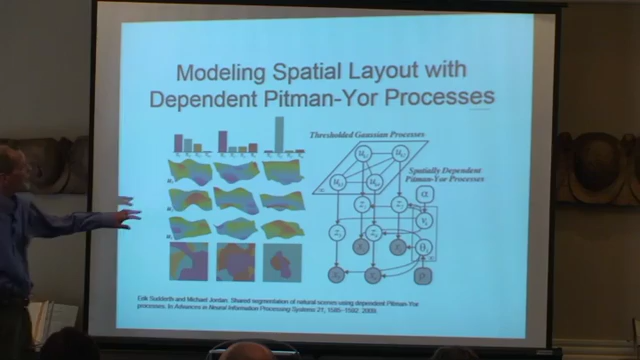 Modeling Spatial Layout with
Dependent Pitman-Yor Processes
Thresholded Gaussian Processes
Spatially Dependent
Pitman-Yor Processes
α
Erik Sudderth and Michael Jordan. Shared segmentation of natural scenes using dependent Pitman-Yor
processes. In Advances in Neural Information Processing Systems 21, 1585-1592. 2009.